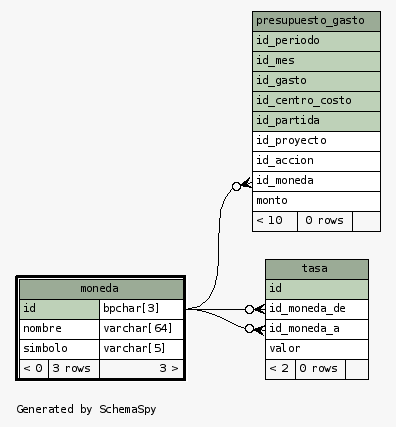 presupuesto_gasto
id_periodo
id_mes
id_gasto
id_centro_costo
id_partida
id_proyecto
id_accion
id_moneda
monto
< 10 0 rows
moneda
id bpchar[3]
nombre varchar[64]
simbolo varchar[5]
< 0 3 rows 3 >
tasa
id
id_moneda_de
id_moneda_a
valor
< 2 0 rows
Generated by SchemaSpy